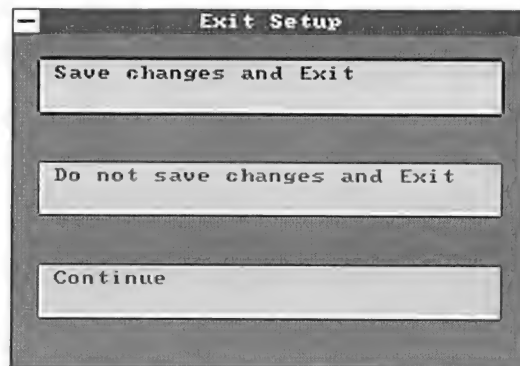 Exit Setup
Save changes and Exit
Do not save changes and Exit
Continue